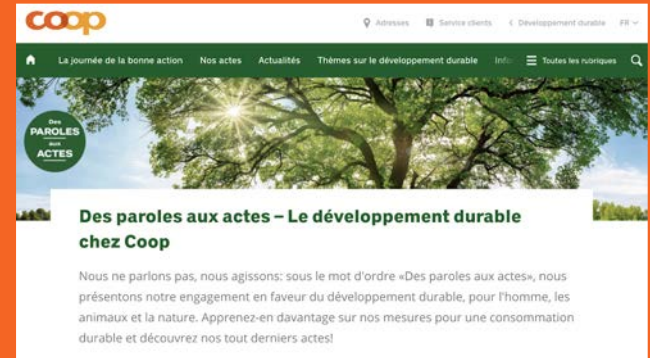 coop
Adresses Service clients Développement durable FR
La journée de la bonne action Nos actes Actualités Thèmes sur le développement durable Toutes les rubriques
Des
PAROLES
aux
ACTES
Des paroles aux actes – Le développement durable
chez Coop
Nous ne parlons pas, nous agissons: sous le mot d'ordre «Des paroles aux actes», nous
présentons notre engagement en faveur du développement durable, pour l'homme, les
animaux et la nature. Apprenez-en davantage sur nos mesures pour une consommation
durable et découvrez nos tout derniers actes!